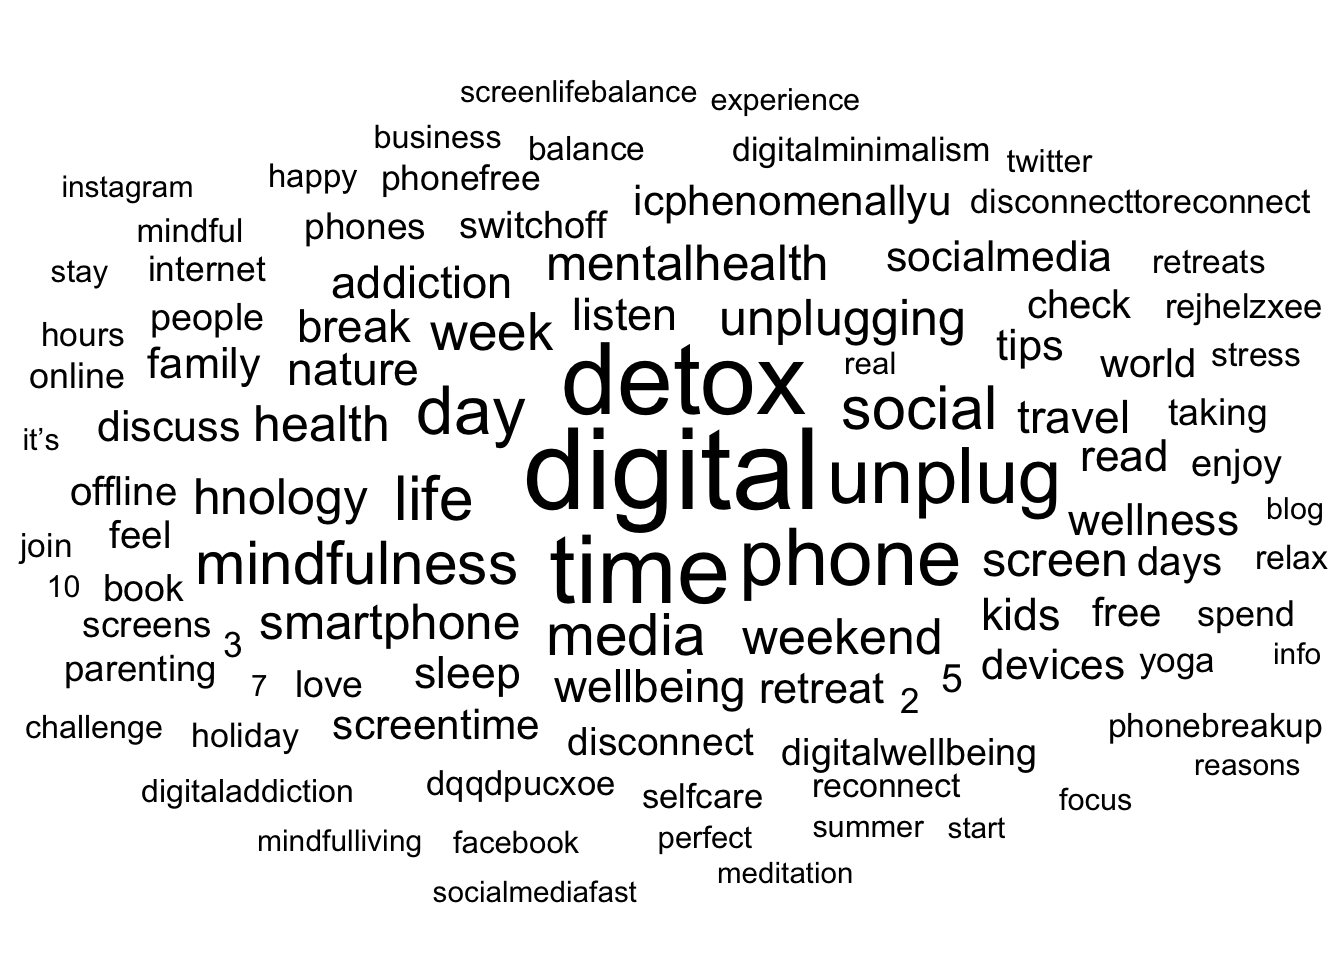 screenlifebalance experience
business balance digitalminimalism twitter
instagram happy phonefree icphenomenallyu disconnecttoreconnect
mindful phones switchoff
stay internet addiction mentalhealth socialmedia retreats
hours people break week listen unplugging check rejhelzxee
online family nature detox real tips world stress
it’s discuss health day social travel taking
offline hnology life digital unplug read enjoy
join feel mindfulness time phone wellness blog
10 book screen days relax
screens 3 smartphone media weekend kids free spend
parenting 7 love sleep wellbeing retreat 2 5 devices yoga info
challenge holiday screentime disconnect digitalwellbeing phonebreakup
digitaladdiction dqqdpucxoe selfcare reconnect focus reasons
mindfulliving facebook perfect summer start
socialmediafast meditation